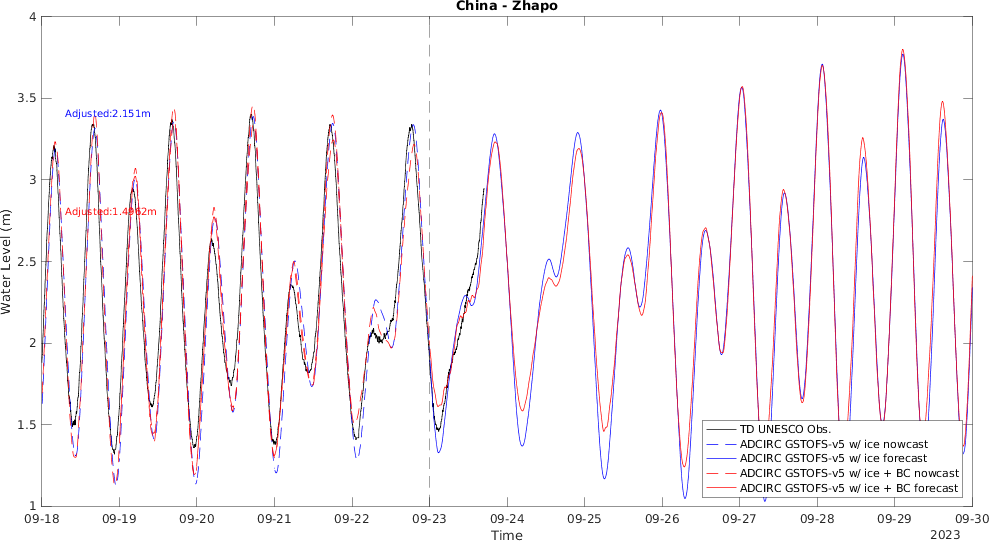 China - Zhapo
4
3.5
3
2.5
2
1.5
1
Water Level (m)
Adjusted:2.151m
Adjusted:1.4962m
TD UNESCO Obs.
ADCIRC GSTOFS-v5 w/ ice nowcast
ADCIRC GSTOFS-v5 w/ ice forecast
ADCIRC GSTOFS-v5 w/ ice + BC nowcast
ADCIRC GSTOFS-v5 w/ ice + BC forecast
09-18 09-19 09-20 09-21 09-22 09-23 09-24 09-25 09-26 09-27 09-28 09-29 09-30
Time
2023